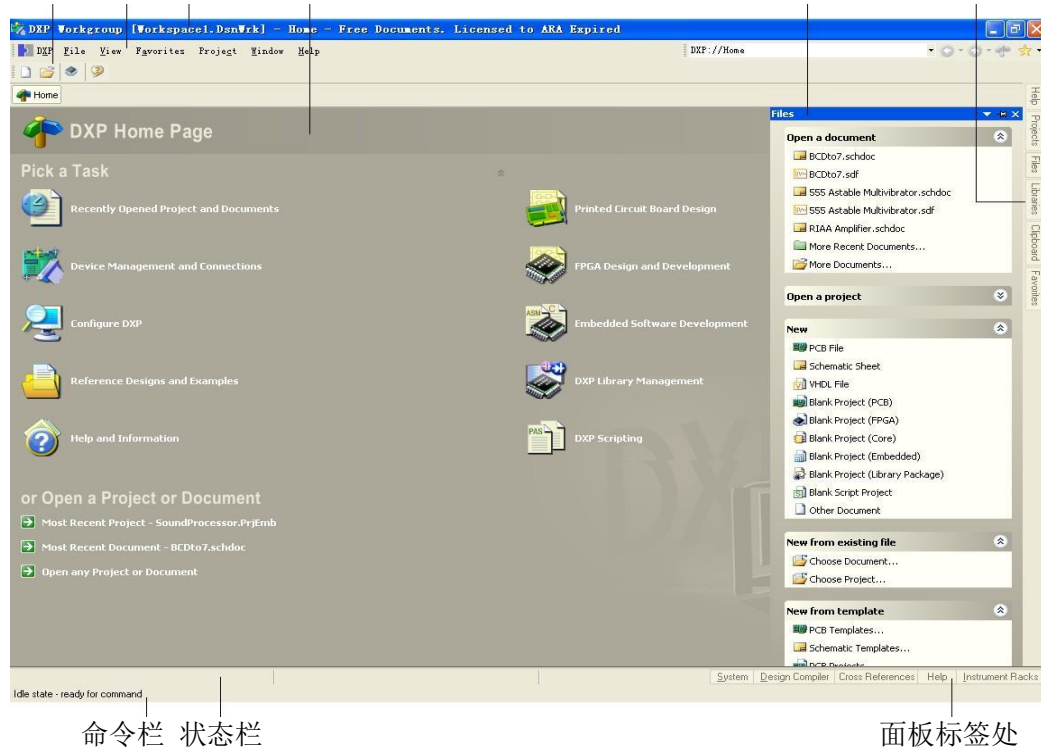 DXP Workgroup [Workspace1.DsnWrk] - Home - Free Documents. Licensed to ARA Expired
DXP File View Favorites Project Window Help
DXP://Home
Home
DXP Home Page
Pick a Task
Recently Opened Project and Documents
Printed Circuit Board Design
Device Management and Connections
FPGA Design and Development
Configure DXP
ASM C
Embedded Software Development
Reference Designs and Examples
DXP Library Management
Help and Information
PAS
DXP Scripting
or Open a Project or Document
Most Recent Project - SoundProcessor.PrjEmb
Most Recent Document - BCDto7.schdoc
Open any Project or Document
Files
Open a document
BCDto7.schdoc
BCDto7.sdf
555 Astable Multivibrator.schdoc
555 Astable Multivibrator.sdf
RIAA Amplifier.schdoc
More Recent Documents...
More Documents...
Open a project
New
PCB File
Schematic Sheet
VHDL File
Blank Project (PCB)
Blank Project (FPGA)
Blank Project (Core)
Blank Project (Embedded)
Blank Project (Library Package)
Blank Script Project
Other Document
New from existing file
Choose Document...
Choose Project...
New from template
PCB Templates...
Schematic Templates...
PCB Projects
Help
Projects
Files
Libraries
Clipboard
Favorites
System Design Compiler Cross References Help Instrument Racks
Idle state - ready for command
命令栏 状态栏 面板标签处